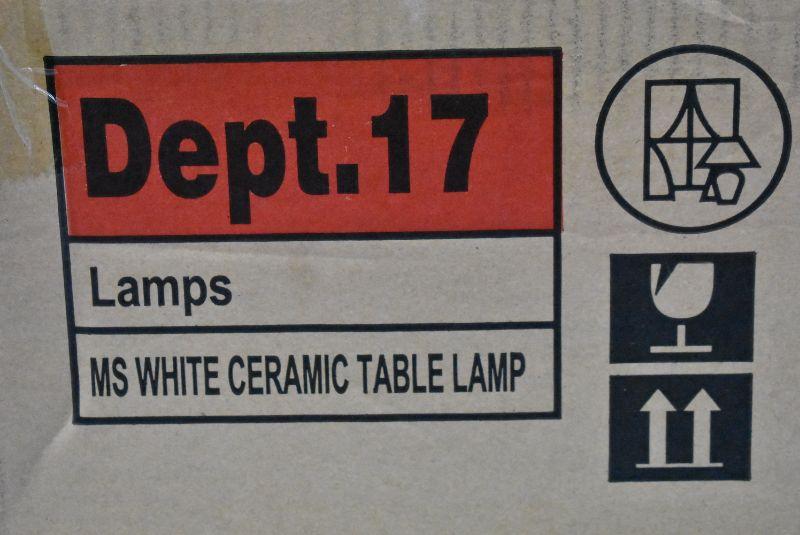 Dept.17
Lamps
MS WHITE CERAMIC TABLE LAMP